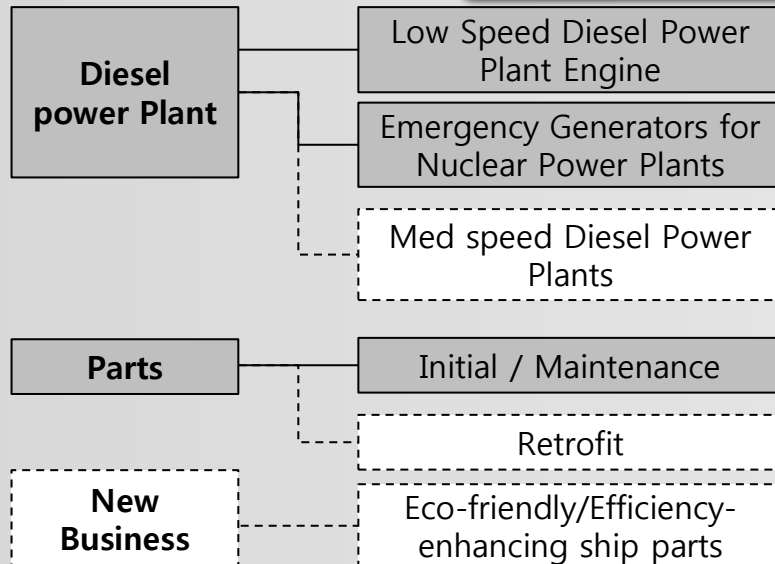 Diesel
power Plant
Low Speed Diesel Power
Plant Engine
Emergency Generators for
Nuclear Power Plants
Med speed Diesel Power
Plants
Parts
Initial / Maintenance
Retrofit
New
Business
Eco-friendly/Efficiency-
enhancing ship parts